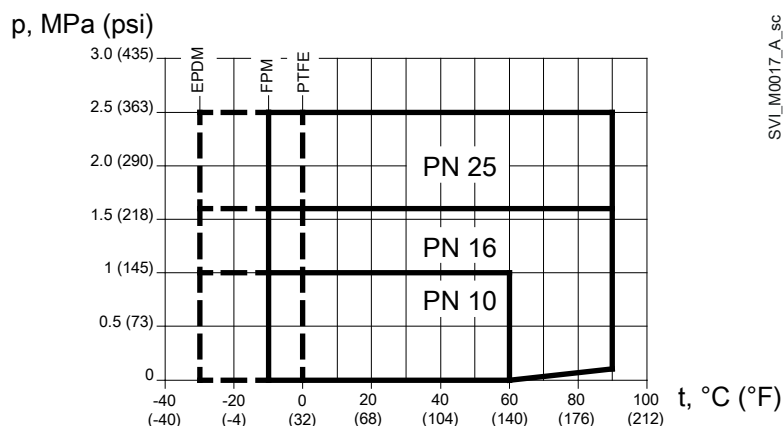 p, MPa (psi)
SVI_M0017_A_sc
EPDM
FPM
PTFE
3.0 (435)
2.5 (363)
2.0 (290)
1.5 (218)
1 (145)
0.5 (73)
0
PN 25
PN 16
PN 10
-40 -20 0 20 40 60 80 100
t, °C (°F)
(-40) (-4) (32) (68) (104) (140) (176) (212)